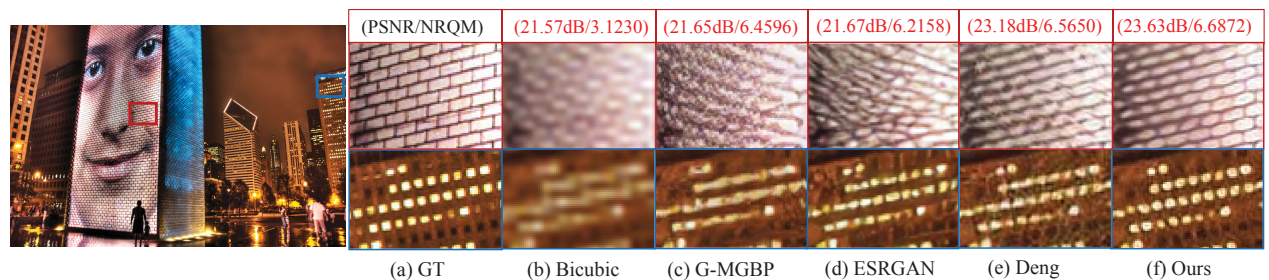 (PSNR/NRQM) (21.57dB/3.1230) (21.65dB/6.4596) (21.67dB/6.2158) (23.18dB/6.5650) (23.63dB/6.6872)
(a) GT (b) Bicubic (c) G-MGBP (d) ESRGAN (e) Deng (f) Ours